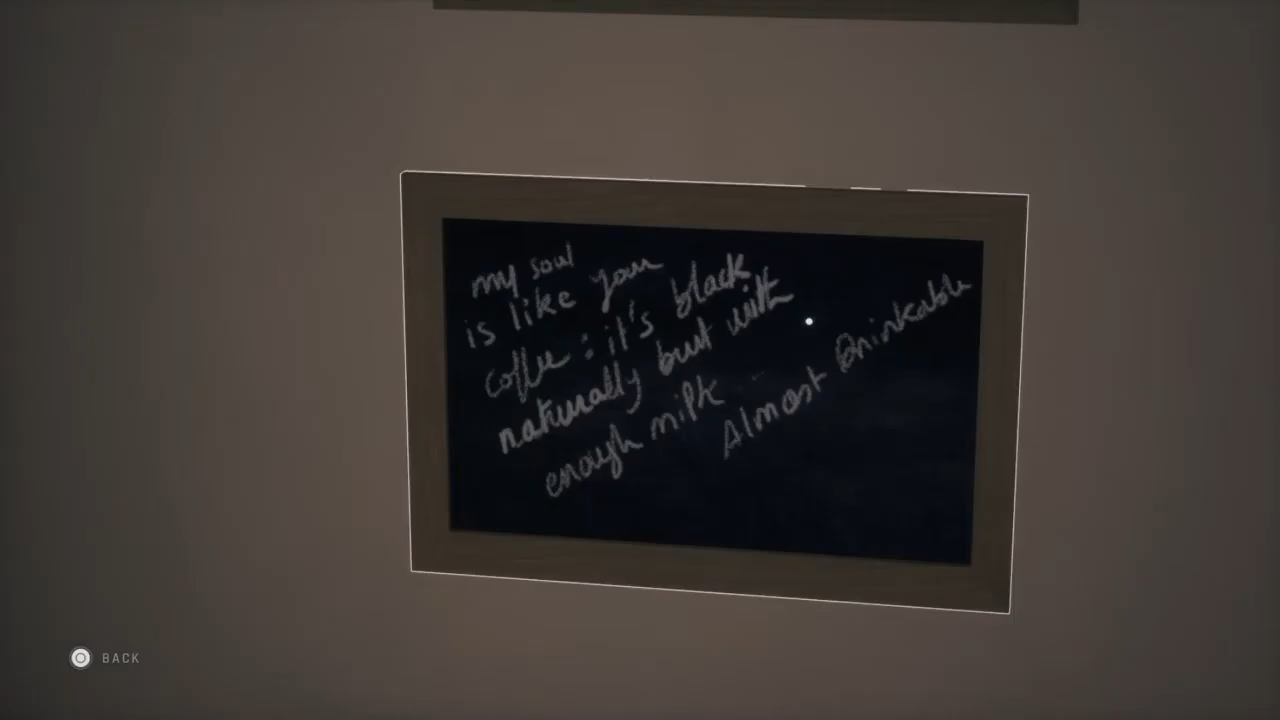 my soul
is like your
coffee : it's black
naturally but with
enough milk ...
Almost Drinkable
BACK